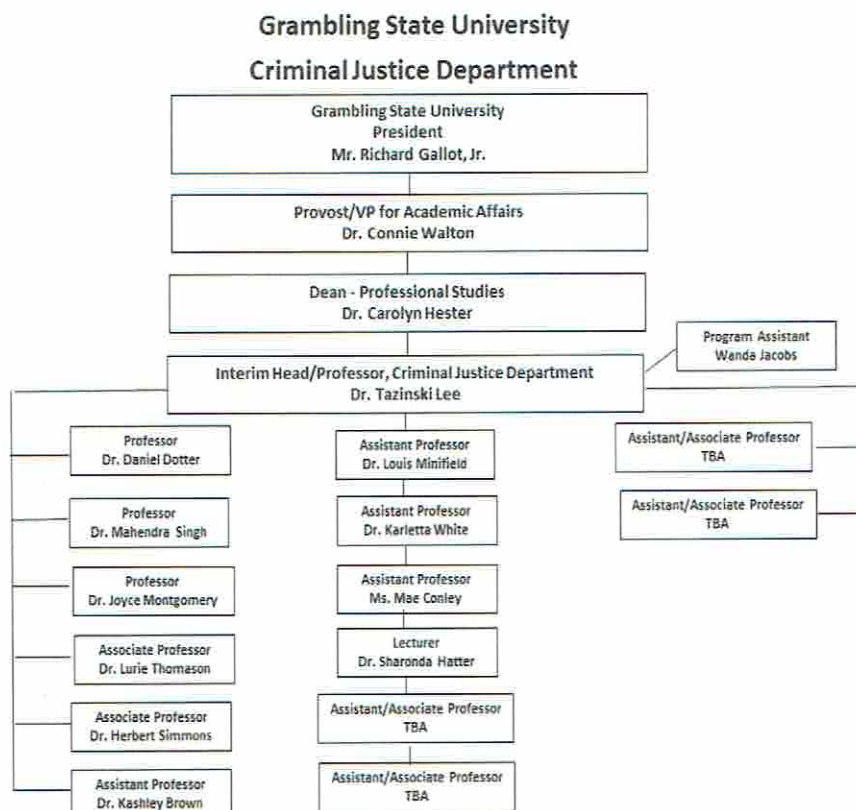 Grambling State University
Criminal Justice Department
Grambling State University
President
Mr. Richard Gallot, Jr.
Provost/VP for Academic Affairs
Dr. Connie Walton
Dean - Professional Studies
Dr. Carolyn Hester
Program Assistant
Wanda Jacobs
Interim Head/Professor, Criminal Justice Department
Dr. Tazinski Lee
Professor
Dr. Daniel Dotter
Professor
Dr. Mahendra Singh
Professor
Dr. Joyce Montgomery
Associate Professor
Dr. Lurie Thomason
Associate Professor
Dr. Herbert Simmons
Assistant Professor
Dr. Kashley Brown
Assistant Professor
Dr. Louis Minifield
Assistant Professor
Dr. Karletta White
Assistant Professor
Ms. Mae Conley
Lecturer
Dr. Sharonda Hatter
Assistant/Associate Professor
TBA
Assistant/Associate Professor
TBA
Assistant/Associate Professor
TBA
Assistant/Associate Professor
TBA